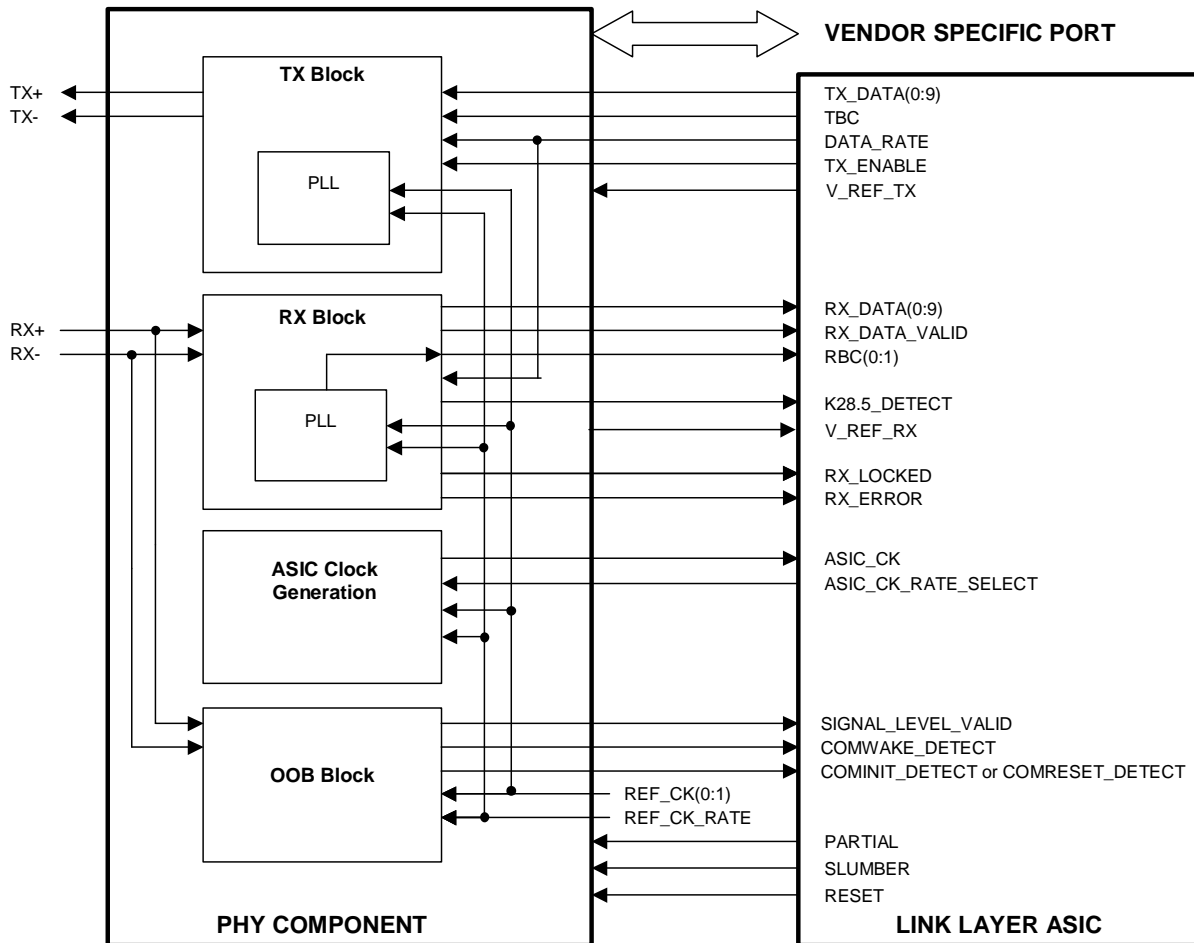 VENDOR SPECIFIC PORT
TX Block
TX+
TX-
PLL
TX_DATA(0:9)
TBC
DATA_RATE
TX_ENABLE
V_REF_TX
RX Block
RX+
RX-
PLL
RX_DATA(0:9)
RX_DATA_VALID
RBC(0:1)
K28.5_DETECT
V_REF_RX
RX_LOCKED
RX_ERROR
ASIC Clock
Generation
ASIC_CK
ASIC_CK_RATE_SELECT
OOB Block
SIGNAL_LEVEL_VALID
COMWAKE_DETECT
COMINIT_DETECT or COMRESET_DETECT
REF_CK(0:1)
REF_CK_RATE
PARTIAL
SLUMBER
RESET
PHY COMPONENT
LINK LAYER ASIC